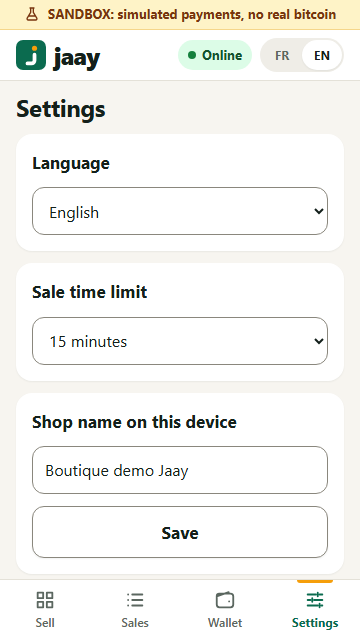 SANDBOX: simulated payments, no real bitcoin
jaay
Online
FR
EN
Settings
Language
English
Sale time limit
15 minutes
Shop name on this device
Boutique demo Jaay
Save
Sell
Sales
Wallet
Settings